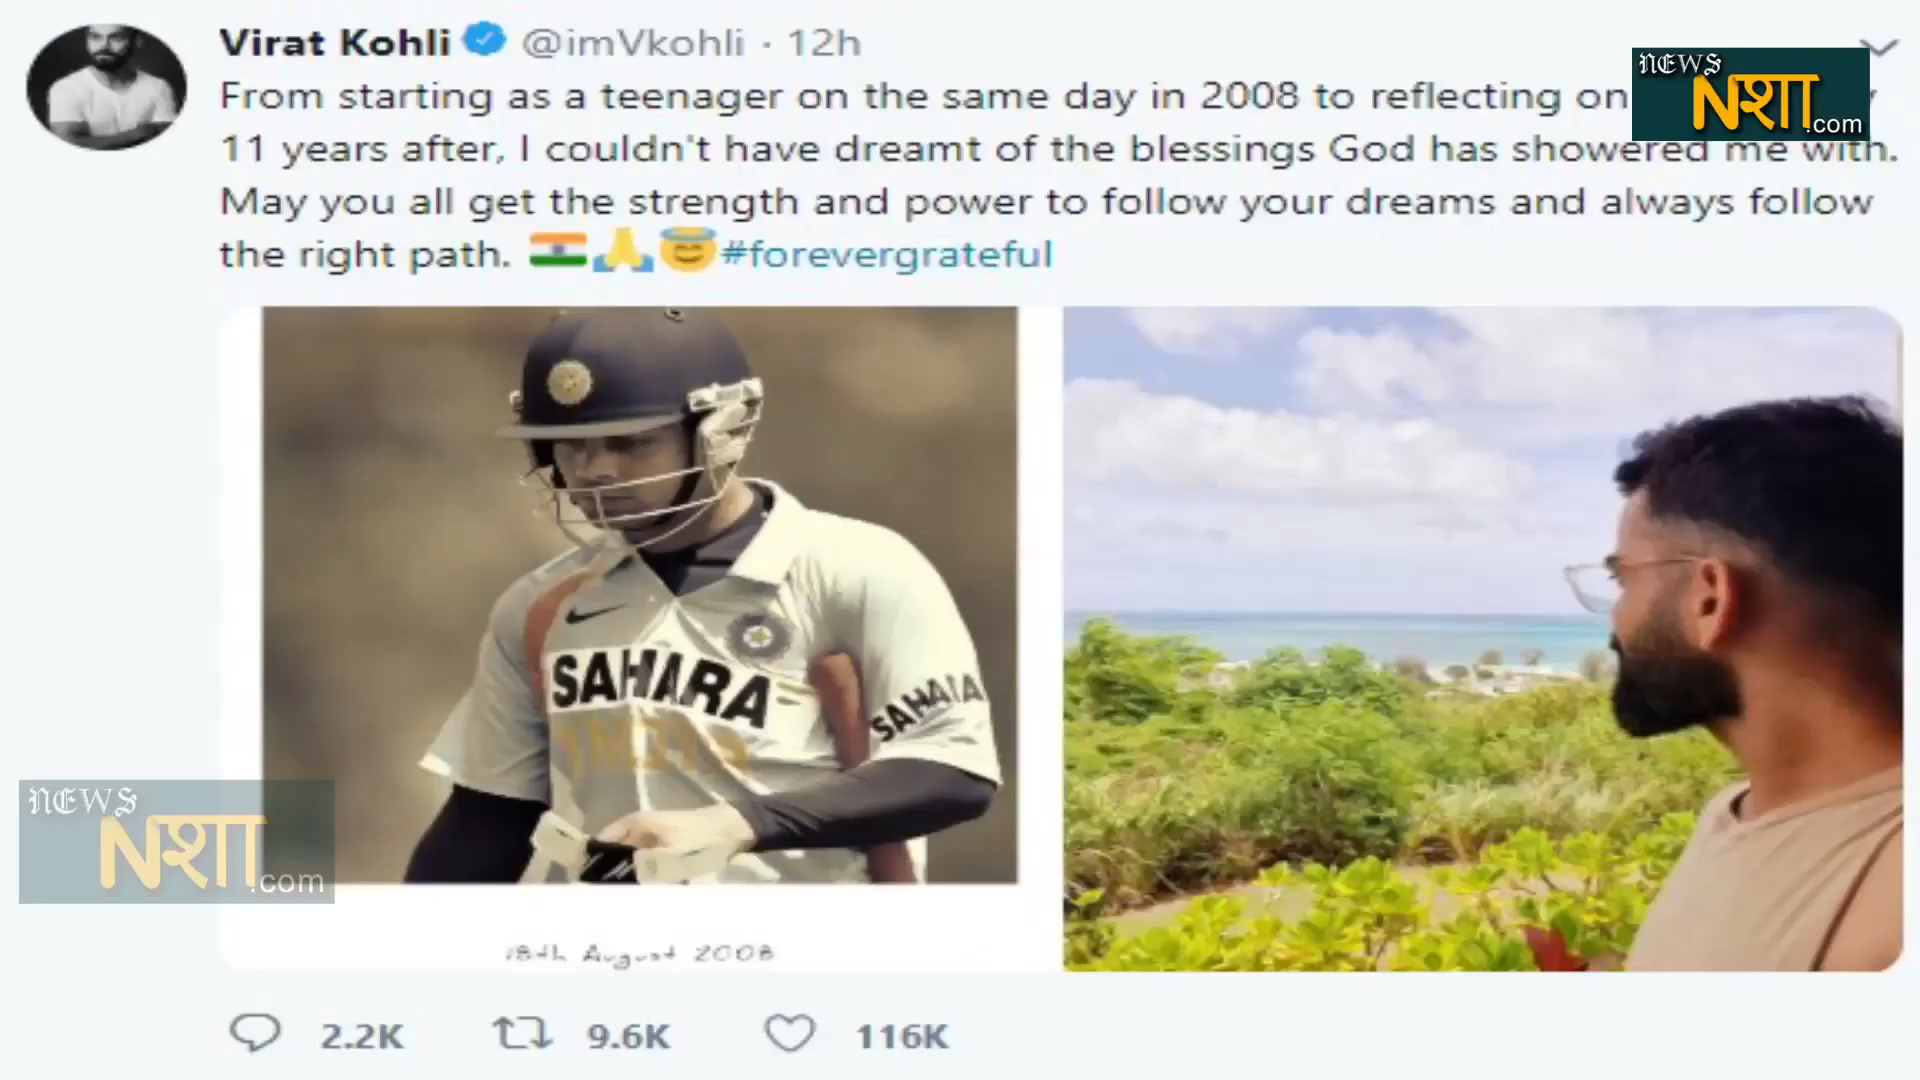 Virat Kohli @imVkohli · 12h
NEWS
Nशा.com
From starting as a teenager on the same day in 2008 to reflecting on
11 years after, I couldn't have dreamt of the blessings God has showered me with.
May you all get the strength and power to follow your dreams and always follow
the right path. 🇮🇳🙏😇#forevergrateful
SAHARA
SAHARA
INDIA
NEWS
Nशा.com
18th August 2008
2.2K 9.6K 116K